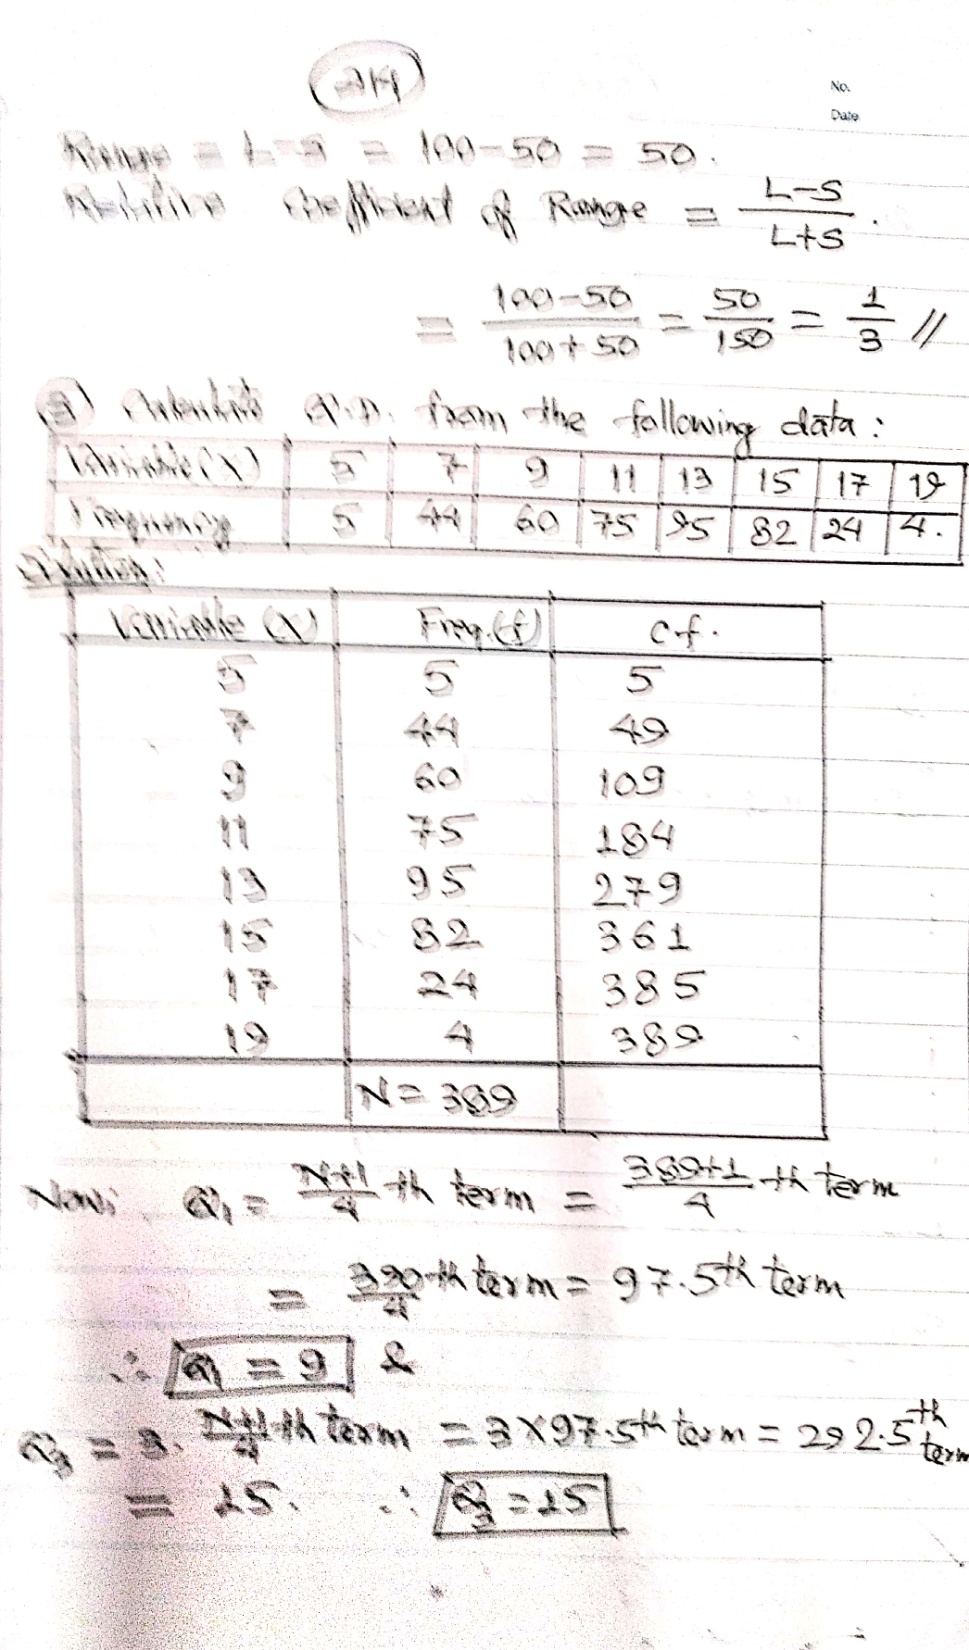 214
No.
Date
Range = L-S = 100-50 = 50.
Relative Coefficient of Range = L-S / L+S .
= 100-50 / 100+50 = 50 / 150 = 1 / 3 //
③ Calculate Q.D. from the following data :
Variable (X) 5 7 9 11 13 15 17 19
Frequency 5 44 60 75 95 82 24 4.
Solution:
Variable (X) Freq.(f) c.f.
5 5 5
7 44 49
9 60 109
11 75 184
13 95 279
15 82 361
17 24 385
19 4 389
N = 389
Now; Q₁ = N+1 / 4 th term = 389+1 / 4 th term
= 390 / 4 th term = 97.5th term
∴ Q₁ = 9 &
Q₃ = 3. N+1 / 4 th term = 3×97.5th term = 292.5th term
= 15. ∴ Q₃ = 15